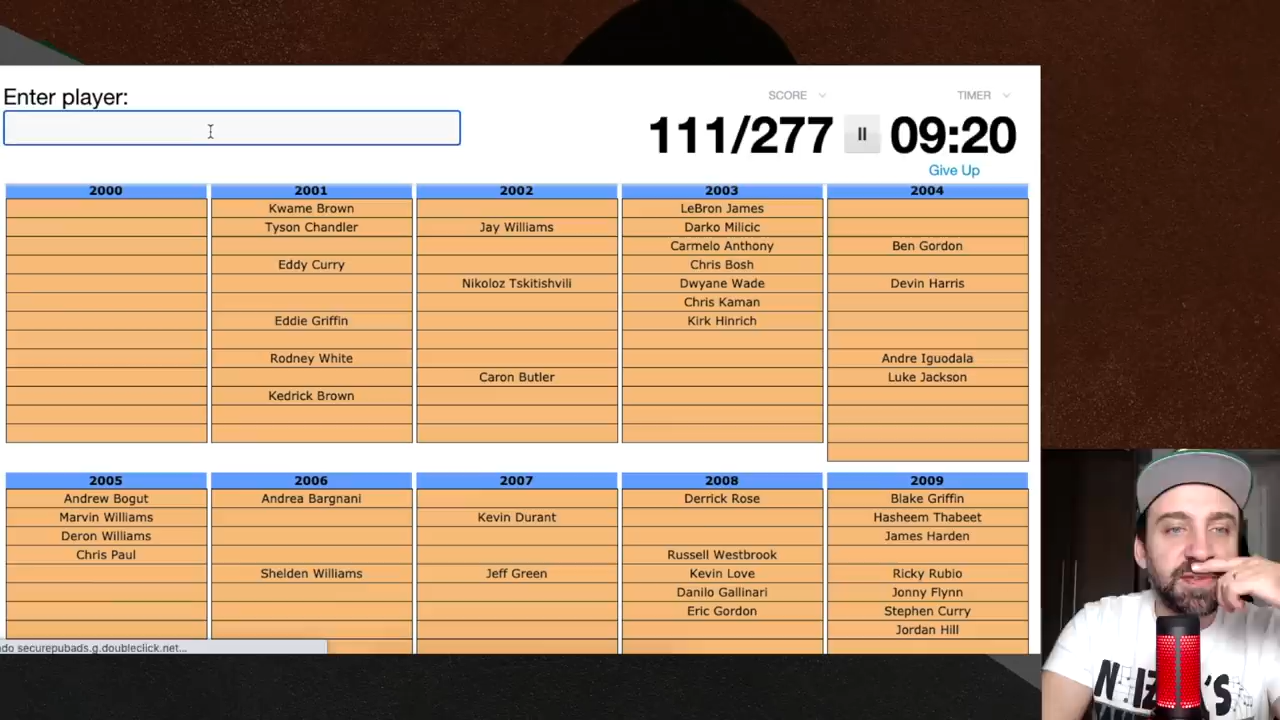 Enter player:
SCORE
TIMER
111/277
09:20
Give Up
2000 2001 2002 2003 2004
Kwame Brown LeBron James
Tyson Chandler Jay Williams Darko Milicic
Carmelo Anthony Ben Gordon
Eddy Curry Chris Bosh
Nikoloz Tskitishvili Dwyane Wade Devin Harris
Chris Kaman
Eddie Griffin Kirk Hinrich
Rodney White Andre Iguodala
Caron Butler Luke Jackson
Kedrick Brown
2005 2006 2007 2008 2009
Andrew Bogut Andrea Bargnani Derrick Rose Blake Griffin
Marvin Williams Kevin Durant Hasheem Thabeet
Deron Williams James Harden
Chris Paul Russell Westbrook
Shelden Williams Jeff Green Kevin Love Ricky Rubio
Danilo Gallinari Jonny Flynn
Eric Gordon Stephen Curry
Jordan Hill
do securepubads.g.doubleclick.net...